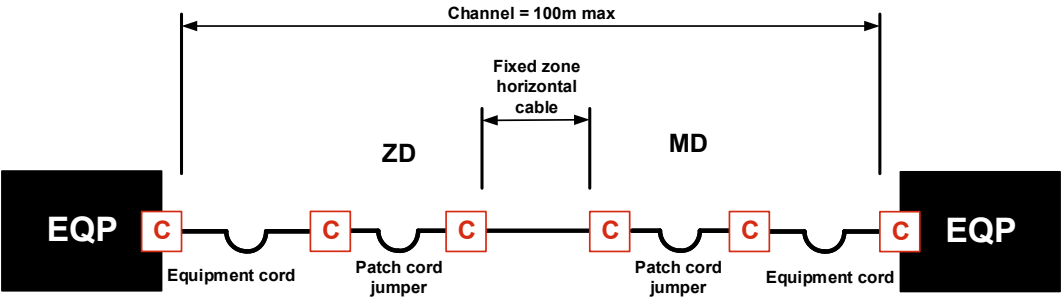 Channel = 100m max
Fixed zone
horizontal
cable
ZD
MD
EQP
C
C
C
C
C
C
EQP
Equipment cord
Patch cord
jumper
Patch cord
jumper
Equipment cord